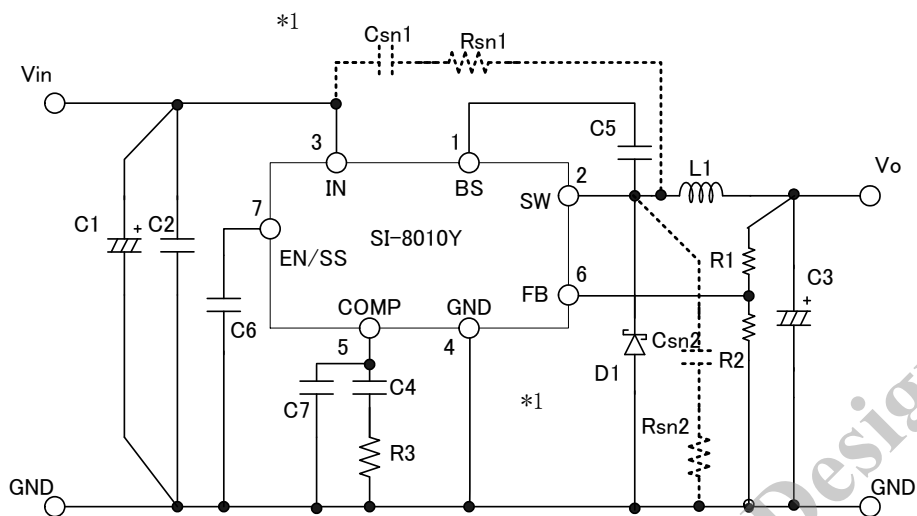 *1
Csn1
Rsn1
Vin
C5
3
1
L1
Vo
IN
BS
2
SW
C1
+
C2
7
EN/SS
SI-8010Y
R1
C3
+
6
FB
COMP
GND
C6
5
4
Csn2
R2
D1
C7
C4
*1
R3
Rsn2
GND
GND
Design